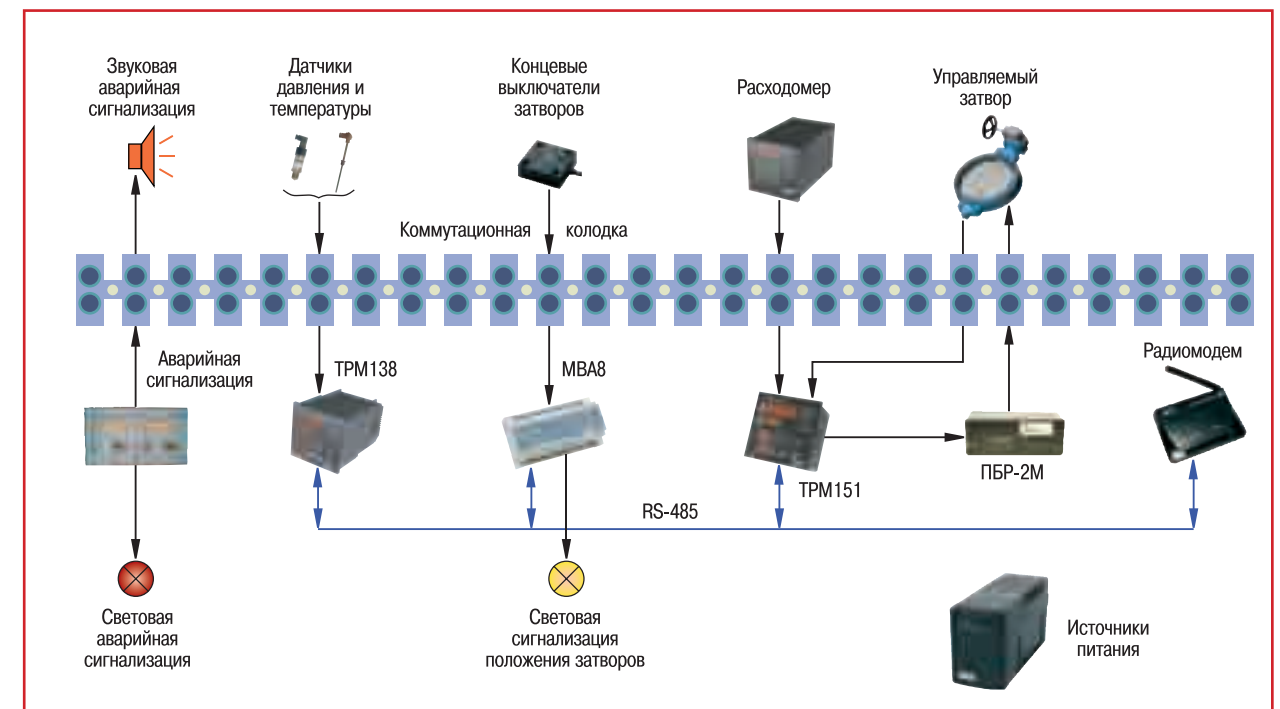 Звуковая
аварийная
сигнализация
Датчики
давления и
температуры
Концевые
выключатели
затворов
Расходомер
Управляемый
затвор
Коммутационная колодка
Аварийная
сигнализация
ТРМ138
МВА8
ТРМ151
ПБР-2М
Радиомодем
RS-485
Световая
аварийная
сигнализация
Световая
сигнализация
положения затворов
Источники
питания